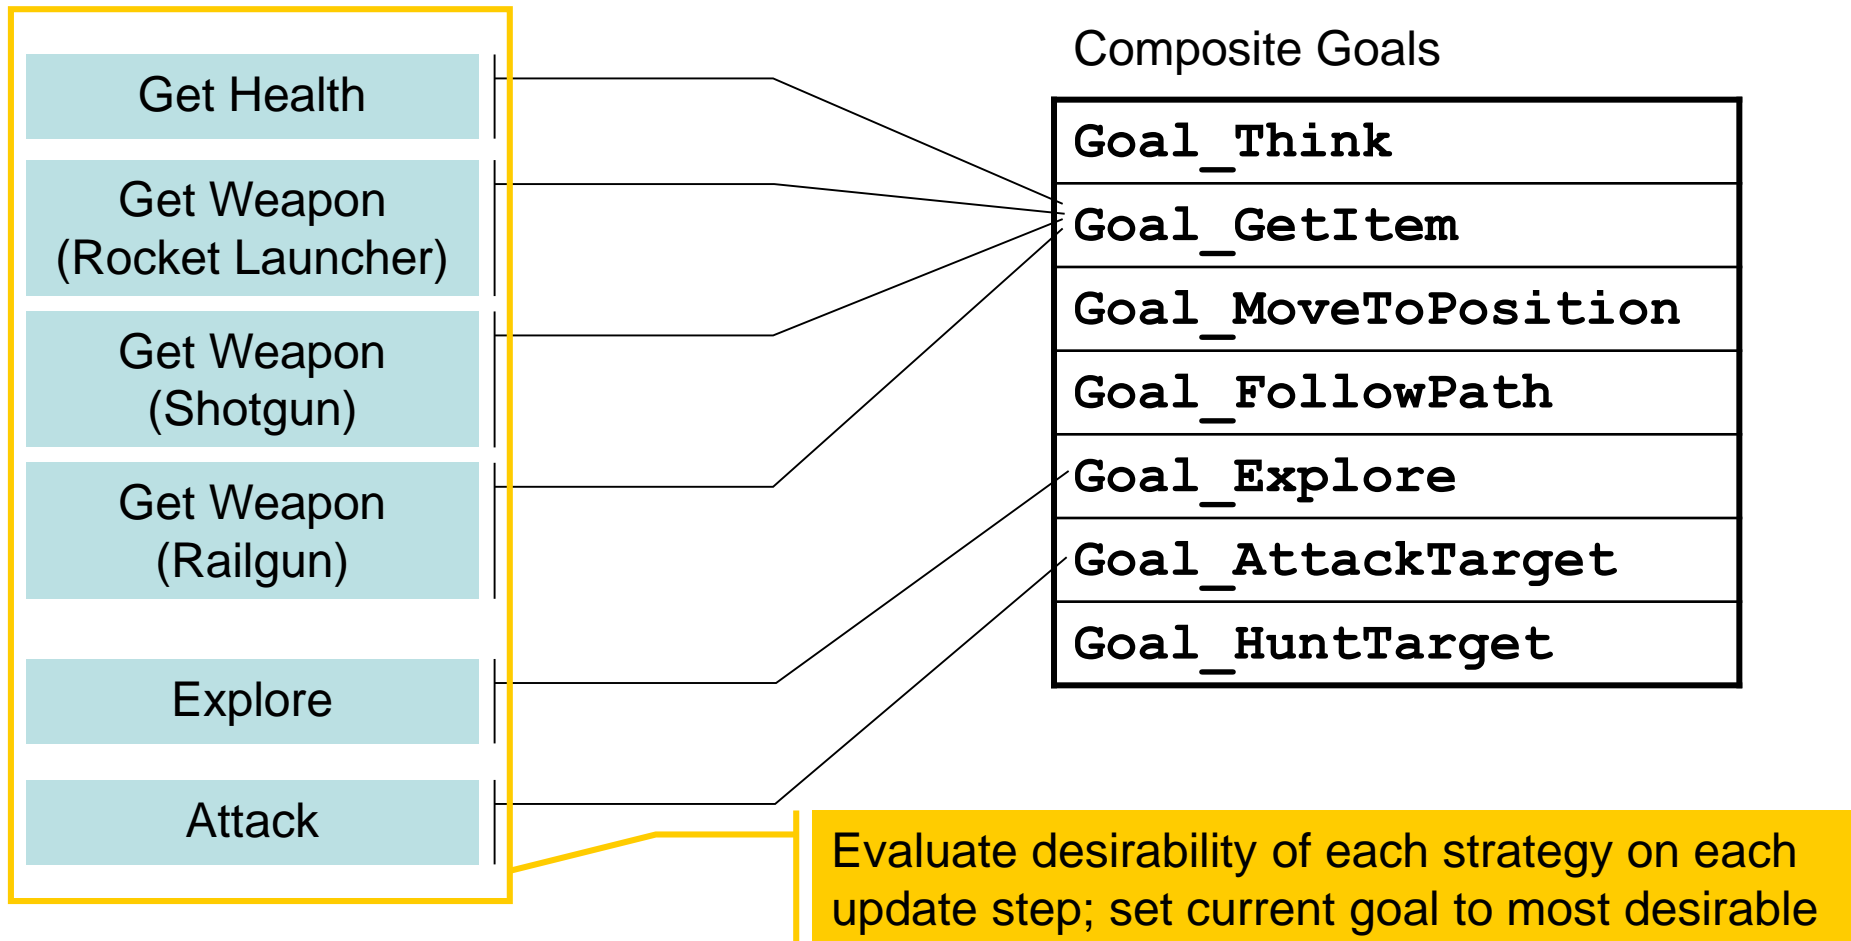 Get Health
Get Weapon
(Rocket Launcher)
Get Weapon
(Shotgun)
Get Weapon
(Railgun)
Explore
Attack
Composite Goals
Goal_Think
Goal_GetItem
Goal_MoveToPosition
Goal_FollowPath
Goal_Explore
Goal_AttackTarget
Goal_HuntTarget
Evaluate desirability of each strategy on each
update step; set current goal to most desirable